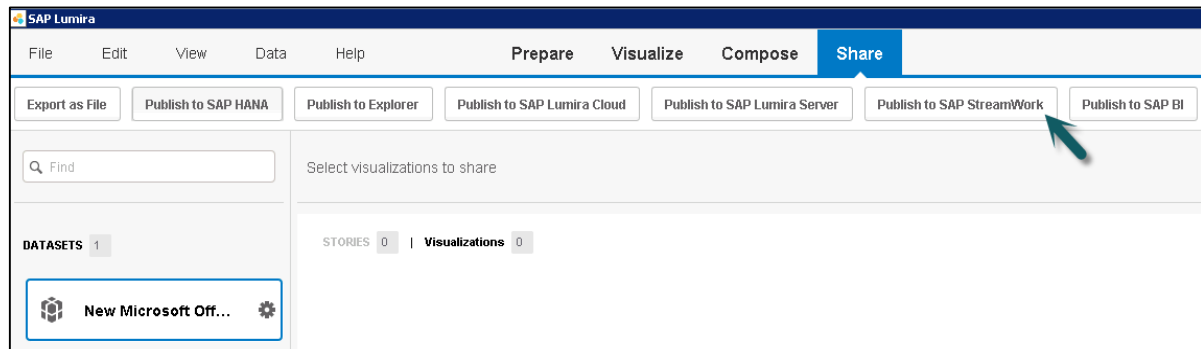 SAP Lumira
File Edit View Data Help Prepare Visualize Compose Share
Export as File Publish to SAP HANA Publish to Explorer Publish to SAP Lumira Cloud Publish to SAP Lumira Server Publish to SAP StreamWork Publish to SAP BI
Find Select visualizations to share
DATASETS 1 STORIES 0 | Visualizations 0
New Microsoft Off...